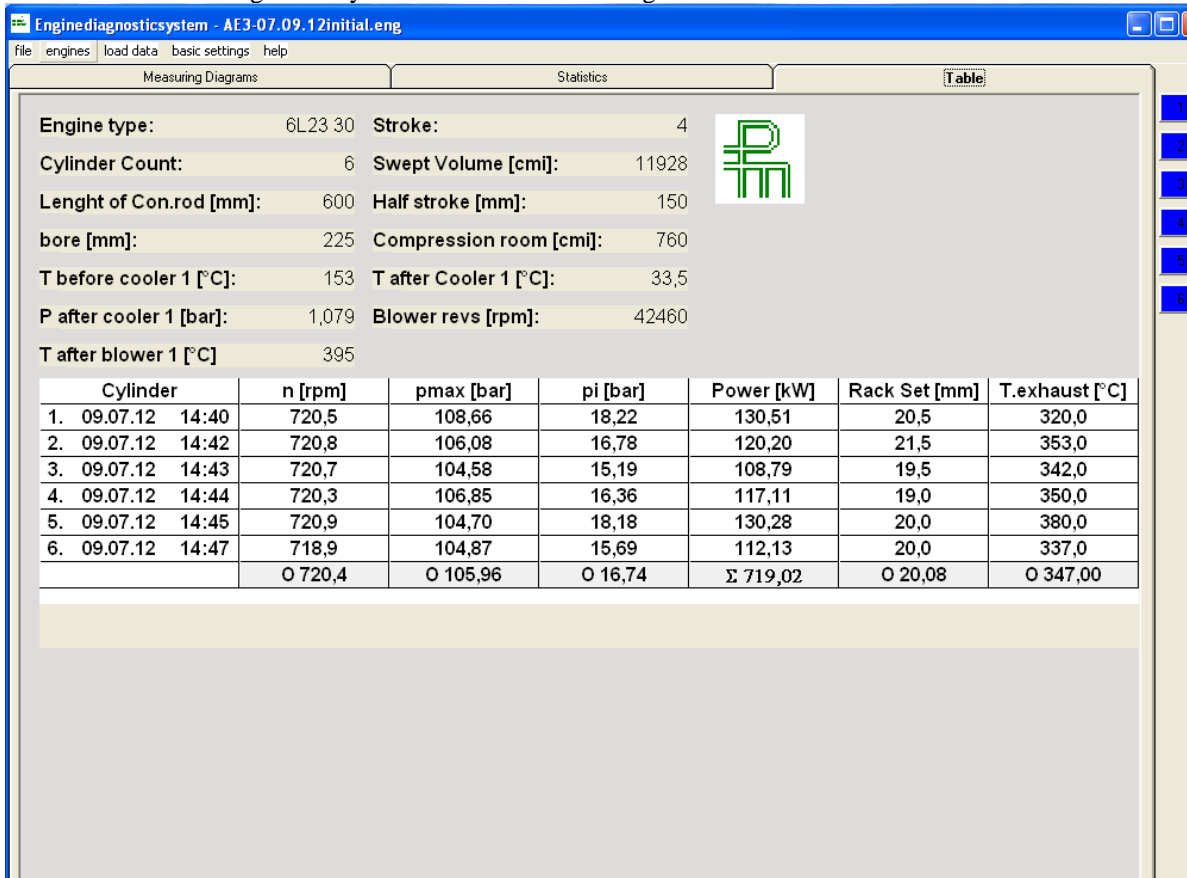 Enginediagnosticsystem - AE3-07.09.12initial.eng
file engines load data basic settings help
Measuring Diagrams Statistics Table
Engine type: 6L23 30 Stroke: 4
Cylinder Count: 6 Swept Volume [cmi]: 11928
Lenght of Con.rod [mm]: 600 Half stroke [mm]: 150
bore [mm]: 225 Compression room [cmi]: 760
T before cooler 1 [°C]: 153 T after Cooler 1 [°C]: 33,5
P after cooler 1 [bar]: 1,079 Blower revs [rpm]: 42460
T after blower 1 [°C] 395
Cylinder n [rpm] pmax [bar] pi [bar] Power [kW] Rack Set [mm] T.exhaust [°C]
1. 09.07.12 14:40 720,5 108,66 18,22 130,51 20,5 320,0
2. 09.07.12 14:42 720,8 106,08 16,78 120,20 21,5 353,0
3. 09.07.12 14:43 720,7 104,58 15,19 108,79 19,5 342,0
4. 09.07.12 14:44 720,3 106,85 16,36 117,11 19,0 350,0
5. 09.07.12 14:45 720,9 104,70 18,18 130,28 20,0 380,0
6. 09.07.12 14:47 718,9 104,87 15,69 112,13 20,0 337,0
O 720,4 O 105,96 O 16,74 Σ 719,02 O 20,08 O 347,00
1
2
3
4
5
6